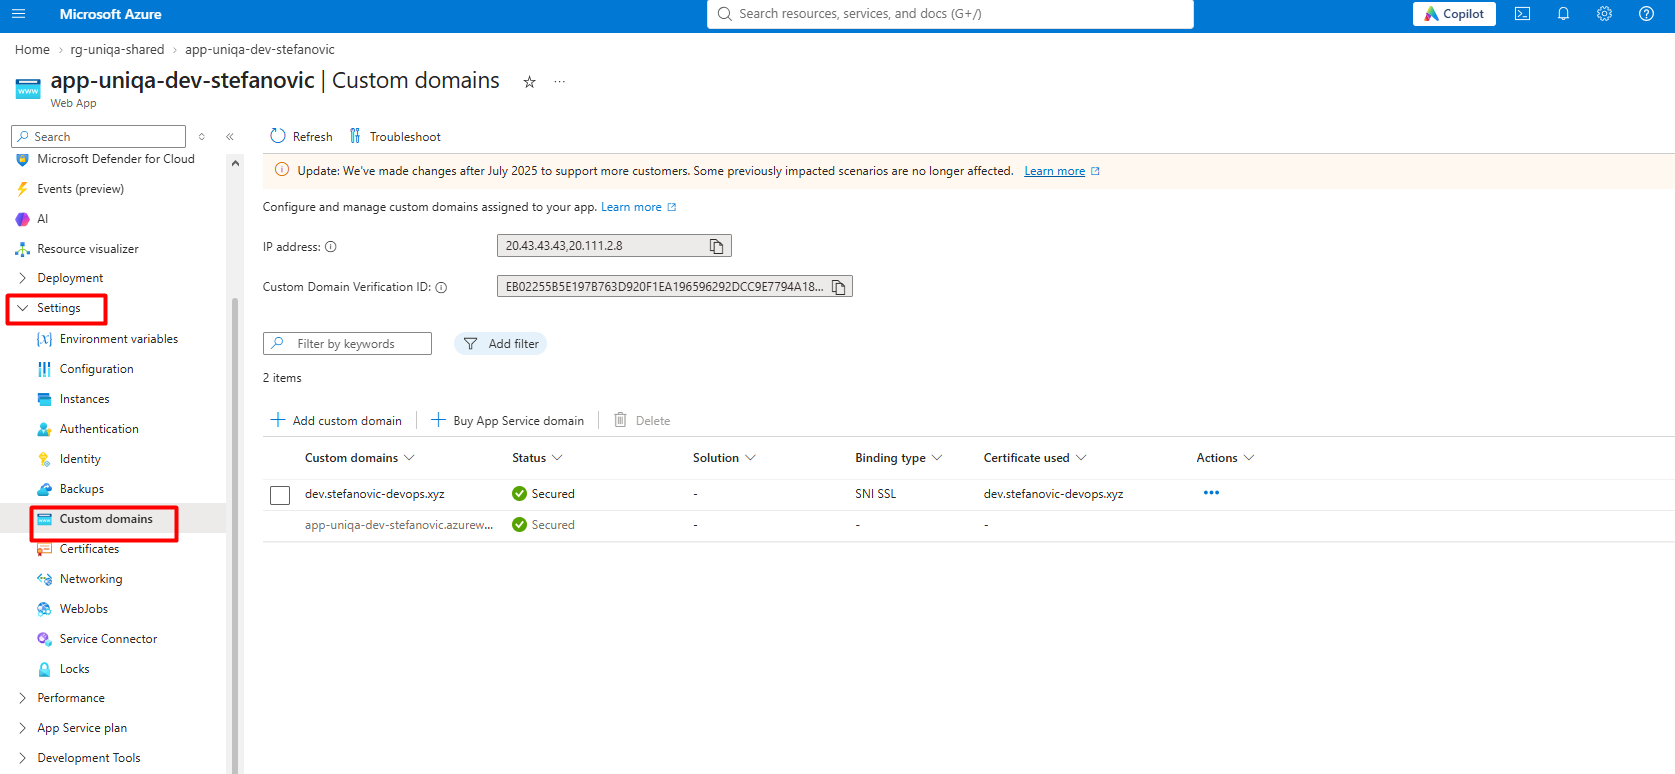 Microsoft Azure
Search resources, services, and docs (G+/)
Copilot
Home > rg-uniqa-shared > app-uniqa-dev-stefanovic
app-uniqa-dev-stefanovic | Custom domains
Web App
Search
Refresh
Troubleshoot
Microsoft Defender for Cloud
Events (preview)
AI
Resource visualizer
Deployment
Settings
Environment variables
Configuration
Instances
Authentication
Identity
Backups
Custom domains
Certificates
Networking
WebJobs
Service Connector
Locks
Performance
App Service plan
Development Tools
Update: We've made changes after July 2025 to support more customers. Some previously impacted scenarios are no longer affected. Learn more
Configure and manage custom domains assigned to your app. Learn more
IP address: 20.43.43.43,20.111.2.8
Custom Domain Verification ID: EB02255B5E197B763D920F1EA196596292DCC9E7794A18...
Filter by keywords
Add filter
2 items
Add custom domain
Buy App Service domain
Delete
Custom domains Status Solution Binding type Certificate used Actions
dev.stefanovic-devops.xyz Secured - SNI SSL dev.stefanovic-devops.xyz
app-uniqa-dev-stefanovic.azurew... Secured - - -